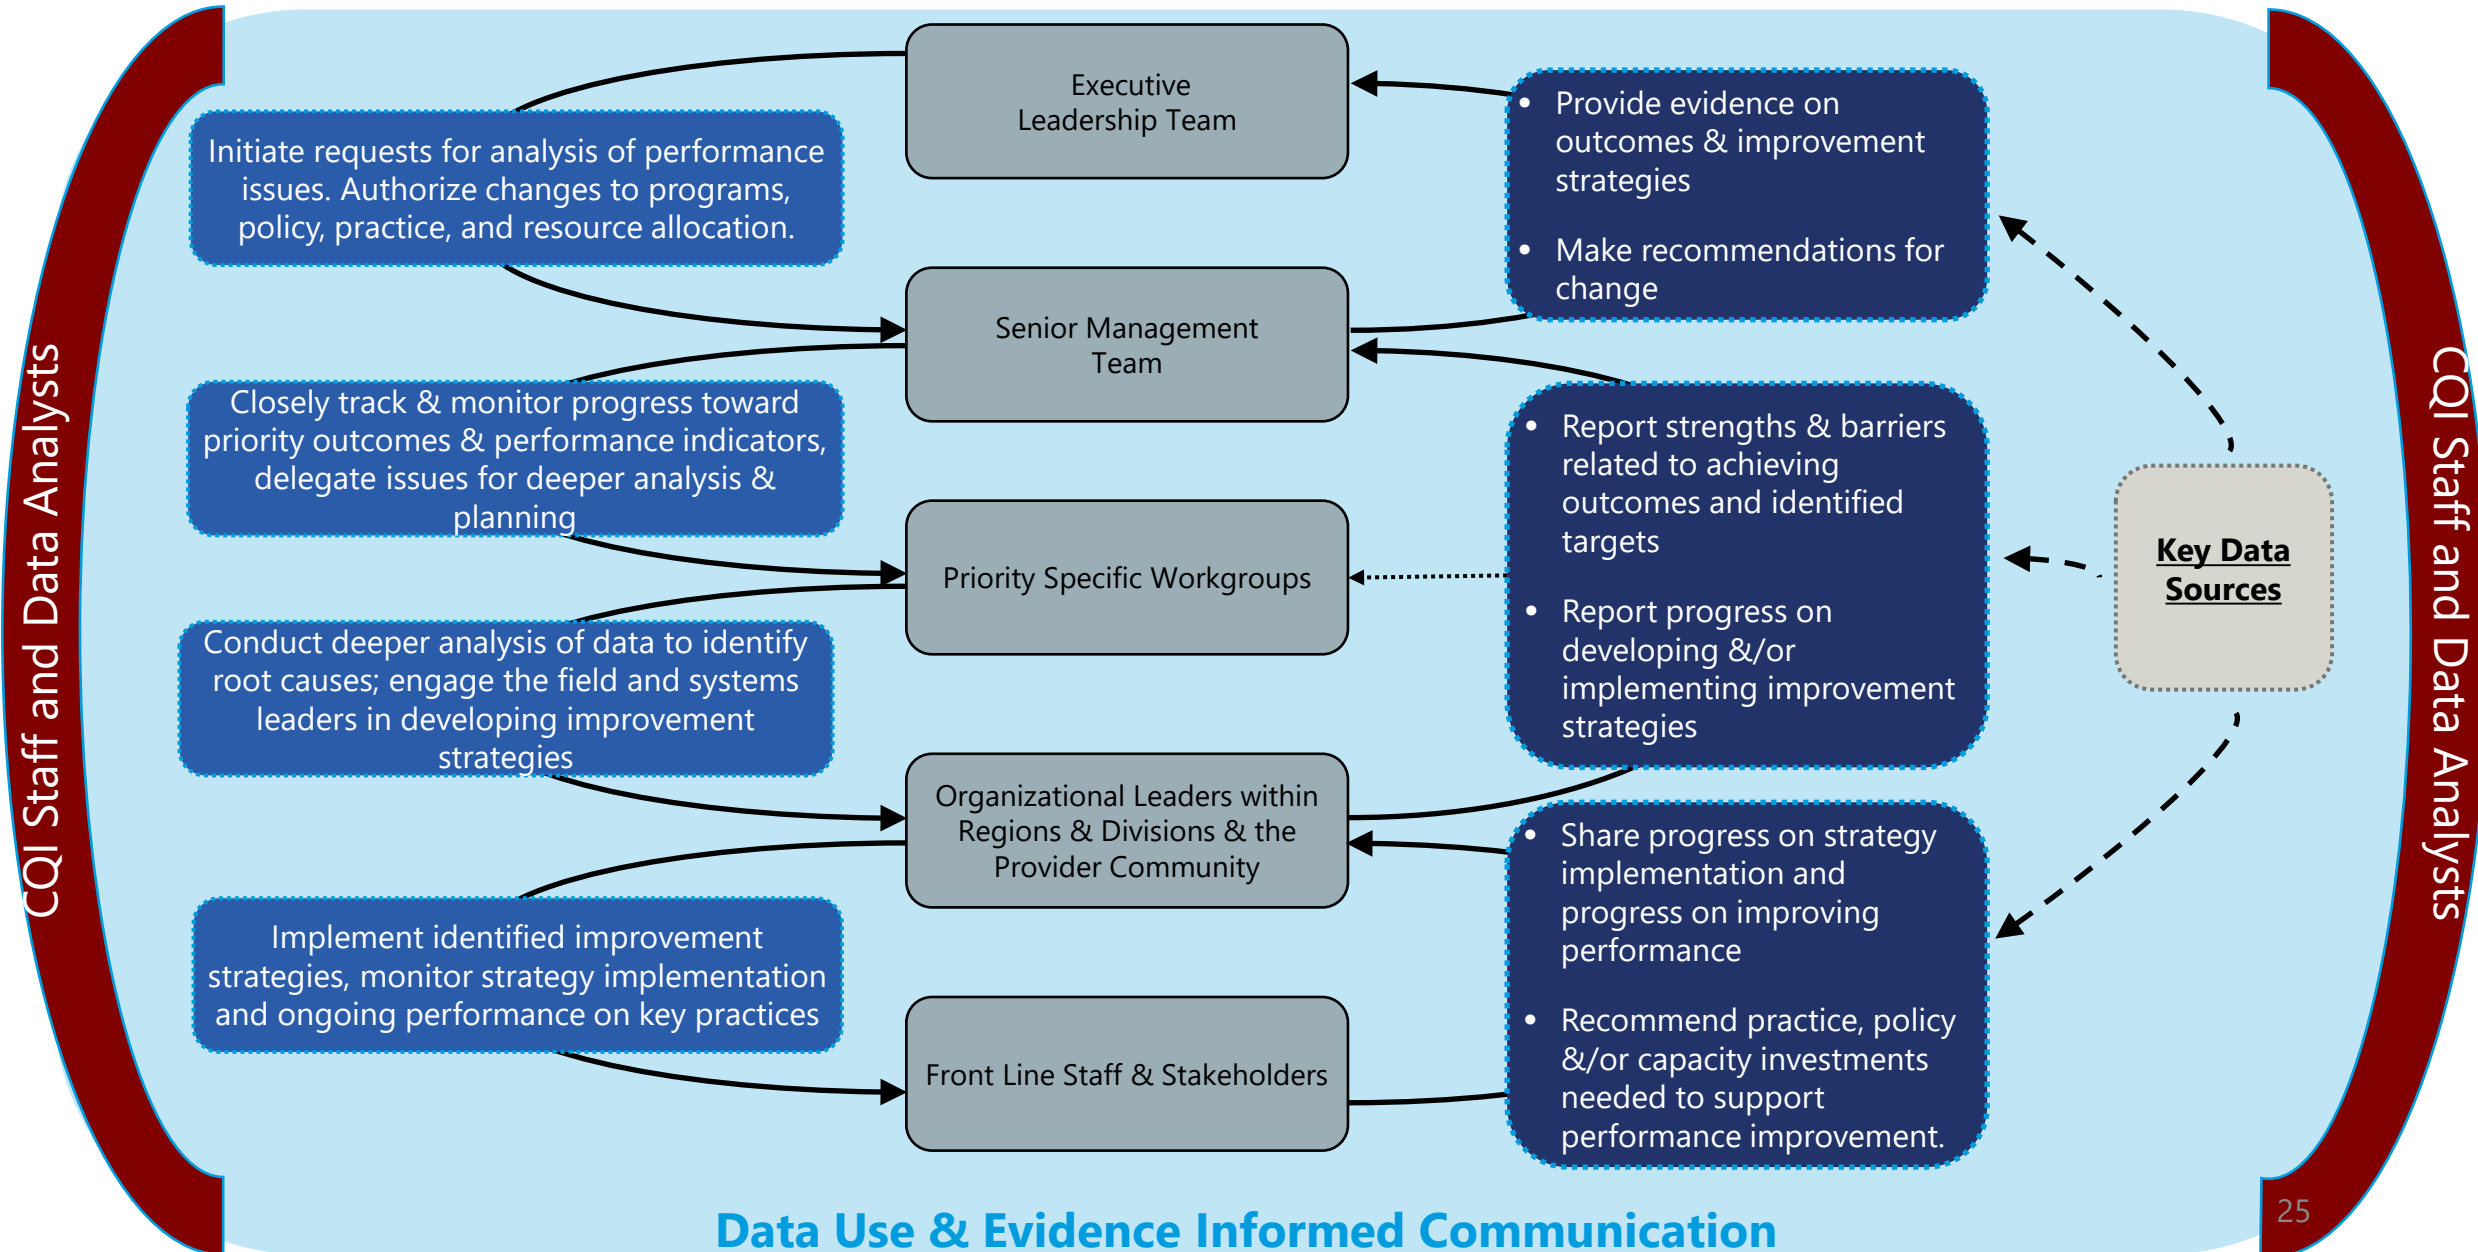 CQI Staff and Data Analysts
Initiate requests for analysis of performance
issues. Authorize changes to programs,
policy, practice, and resource allocation.
Closely track & monitor progress toward
priority outcomes & performance indicators,
delegate issues for deeper analysis &
planning
Conduct deeper analysis of data to identify
root causes; engage the field and systems
leaders in developing improvement
strategies
Implement identified improvement
strategies, monitor strategy implementation
and ongoing performance on key practices
Executive
Leadership Team
Senior Management
Team
Priority Specific Workgroups
Organizational Leaders within
Regions & Divisions & the
Provider Community
Front Line Staff & Stakeholders
• Provide evidence on
outcomes & improvement
strategies
• Make recommendations for
change
• Report strengths & barriers
related to achieving
outcomes and identified
targets
• Report progress on
developing &/or
implementing improvement
strategies
• Share progress on strategy
implementation and
progress on improving
performance
• Recommend practice, policy
&/or capacity investments
needed to support
performance improvement.
Key Data
Sources
CQI Staff and Data Analysts
Data Use & Evidence Informed Communication
25